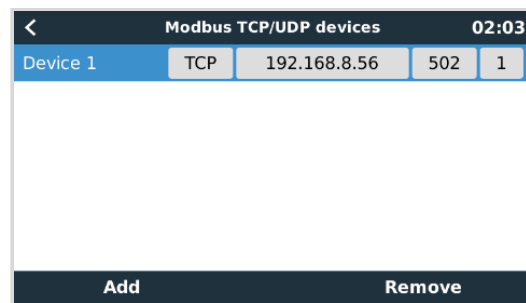 Modbus TCP/UDP devices 02:03
Device 1 TCP 192.168.8.56 502 1
Add Remove